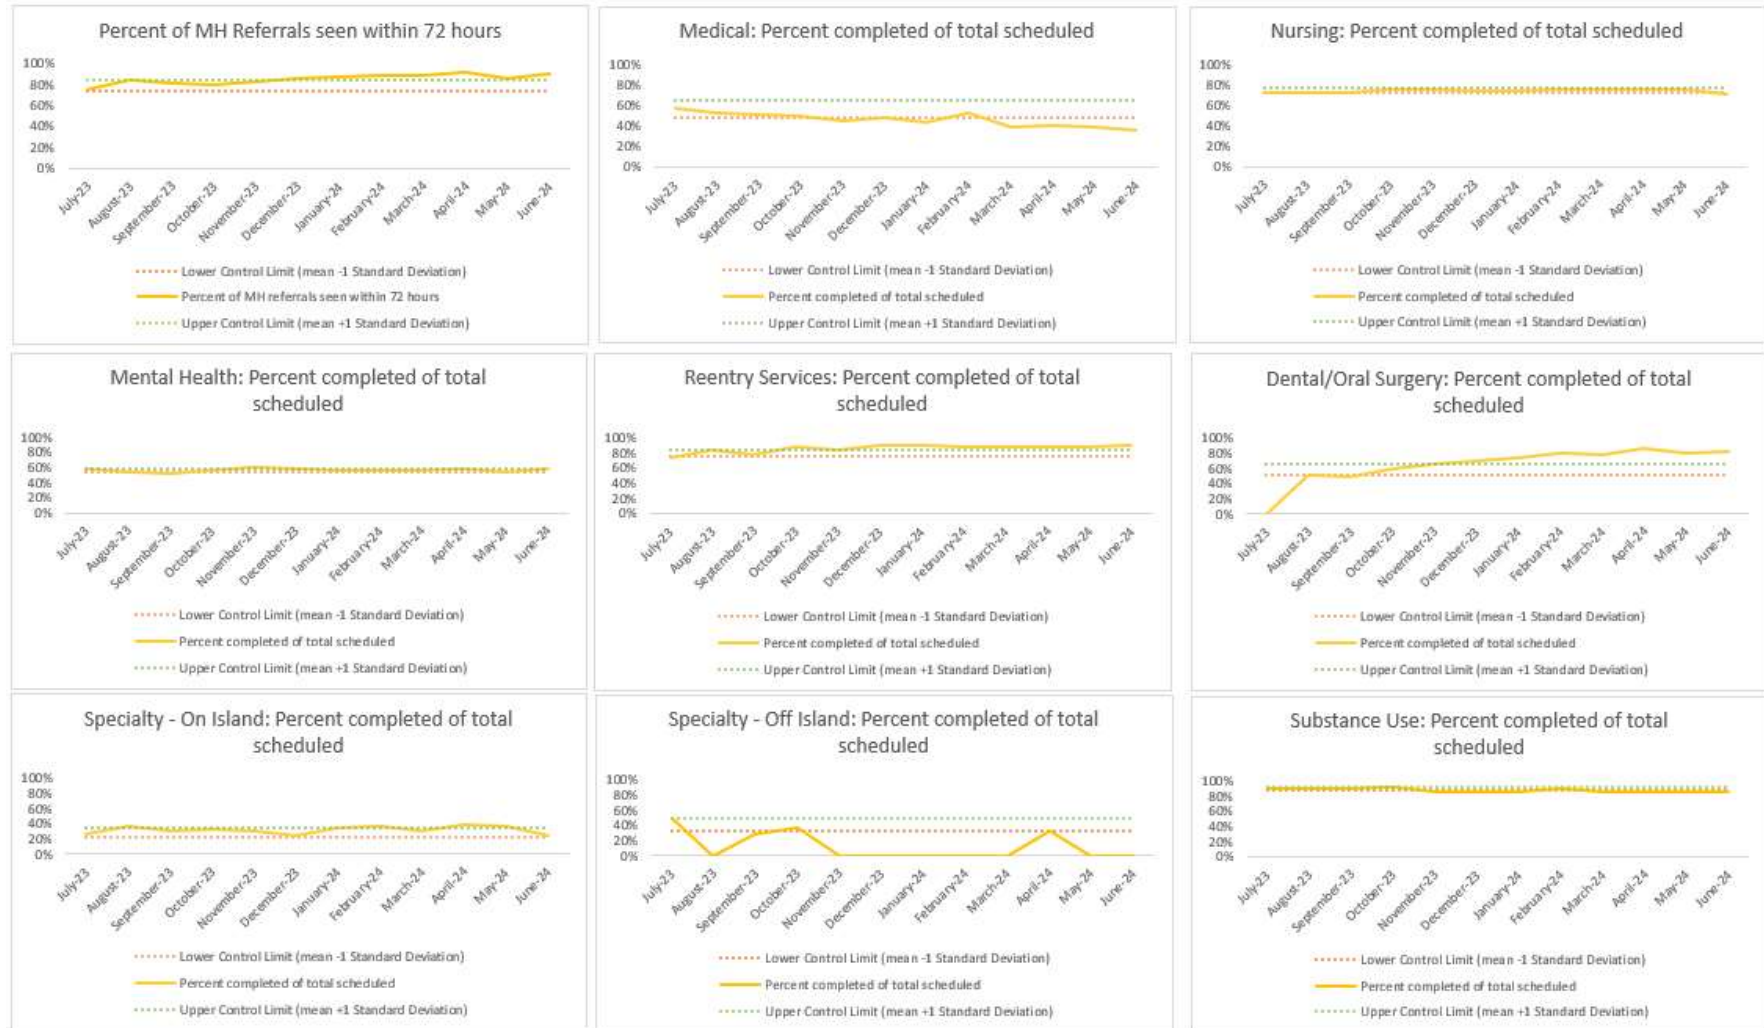 Percent of MH Referrals seen within 72 hours
100%
80%
60%
40%
20%
0%
July-23
August-23
September-23
October-23
November-23
December-23
January-24
February-24
March-24
April-24
May-24
June-24
Lower Control Limit (mean -1 Standard Deviation)
Percent of MH referrals seen within 72 hours
Upper Control Limit (mean +1 Standard Deviation)
Medical: Percent completed of total scheduled
100%
80%
60%
40%
20%
0%
July-23
August-23
September-23
October-23
November-23
December-23
January-24
February-24
March-24
April-24
May-24
June-24
Lower Control Limit (mean -1 Standard Deviation)
Percent completed of total scheduled
Upper Control Limit (mean +1 Standard Deviation)
Nursing: Percent completed of total scheduled
100%
80%
60%
40%
20%
0%
July-23
August-23
September-23
October-23
November-23
December-23
January-24
February-24
March-24
April-24
May-24
June-24
Lower Control Limit (mean -1 Standard Deviation)
Percent completed of total scheduled
Upper Control Limit (mean +1 Standard Deviation)
Mental Health: Percent completed of total
scheduled
100%
80%
60%
40%
20%
0%
July-23
August-23
September-23
October-23
November-23
December-23
January-24
February-24
March-24
April-24
May-24
June-24
Lower Control Limit (mean -1 Standard Deviation)
Percent completed of total scheduled
Upper Control Limit (mean +1 Standard Deviation)
Reentry Services: Percent completed of total
scheduled
100%
80%
60%
40%
20%
0%
July-23
August-23
September-23
October-23
November-23
December-23
January-24
February-24
March-24
April-24
May-24
June-24
Lower Control Limit (mean -1 Standard Deviation)
Percent completed of total scheduled
Upper Control Limit (mean +1 Standard Deviation)
Dental/Oral Surgery: Percent completed of total
scheduled
100%
80%
60%
40%
20%
0%
July-23
August-23
September-23
October-23
November-23
December-23
January-24
February-24
March-24
April-24
May-24
June-24
Lower Control Limit (mean -1 Standard Deviation)
Percent completed of total scheduled
Upper Control Limit (mean +1 Standard Deviation)
Specialty - On Island: Percent completed of total
scheduled
100%
80%
60%
40%
20%
0%
July-23
August-23
September-23
October-23
November-23
December-23
January-24
February-24
March-24
April-24
May-24
June-24
Lower Control Limit (mean -1 Standard Deviation)
Percent completed of total scheduled
Upper Control Limit (mean +1 Standard Deviation)
Specialty - Off Island: Percent completed of total
scheduled
100%
80%
60%
40%
20%
0%
July-23
August-23
September-23
October-23
November-23
December-23
January-24
February-24
March-24
April-24
May-24
June-24
Lower Control Limit (mean -1 Standard Deviation)
Percent completed of total scheduled
Upper Control Limit (mean +1 Standard Deviation)
Substance Use: Percent completed of total
scheduled
100%
80%
60%
40%
20%
0%
July-23
August-23
September-23
October-23
November-23
December-23
January-24
February-24
March-24
April-24
May-24
June-24
Lower Control Limit (mean -1 Standard Deviation)
Percent completed of total scheduled
Upper Control Limit (mean +1 Standard Deviation)